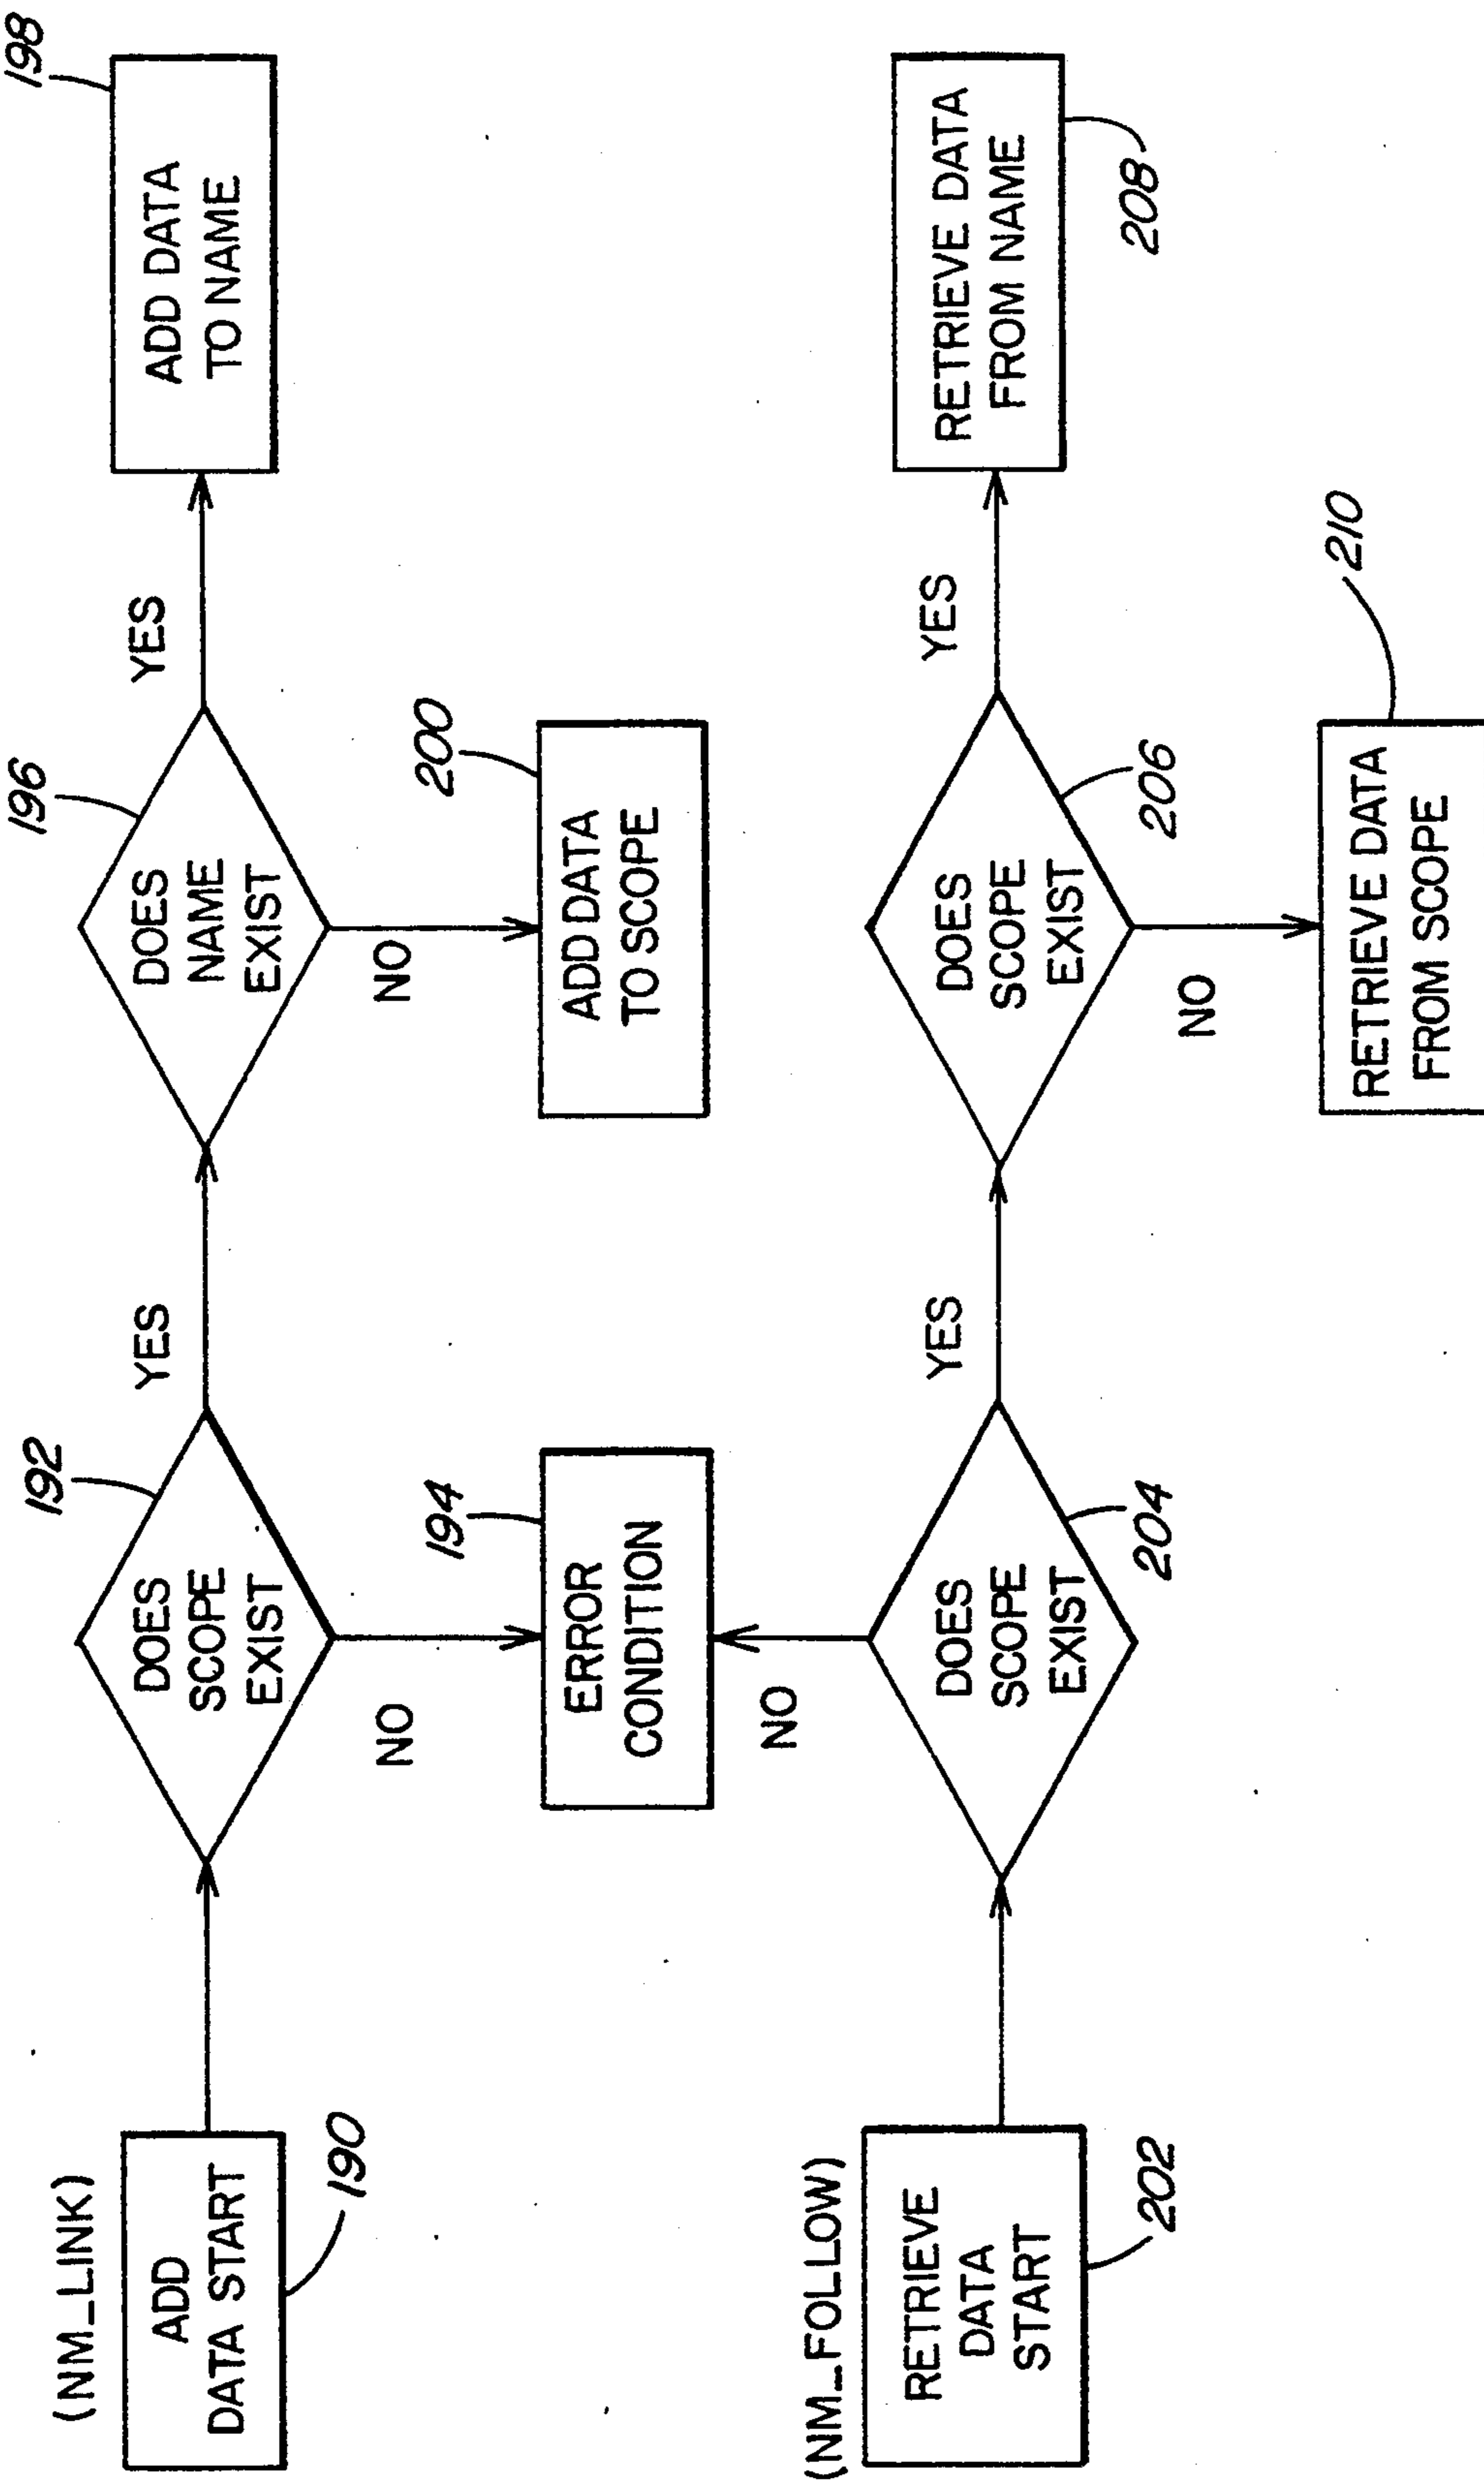 (NM_LINK)
ADD
DATA START
190
DOES
SCOPE
EXIST
192
YES
NO
ERROR
CONDITION
194
DOES
NAME
EXIST
196
YES
NO
ADD DATA
TO NAME
198
ADD DATA
TO SCOPE
200
(NM_FOLLOW)
RETRIEVE
DATA
START
202
DOES
SCOPE
EXIST
204
NO
YES
DOES
SCOPE
EXIST
206
YES
NO
RETRIEVE DATA
FROM NAME
208
RETRIEVE DATA
FROM SCOPE
210